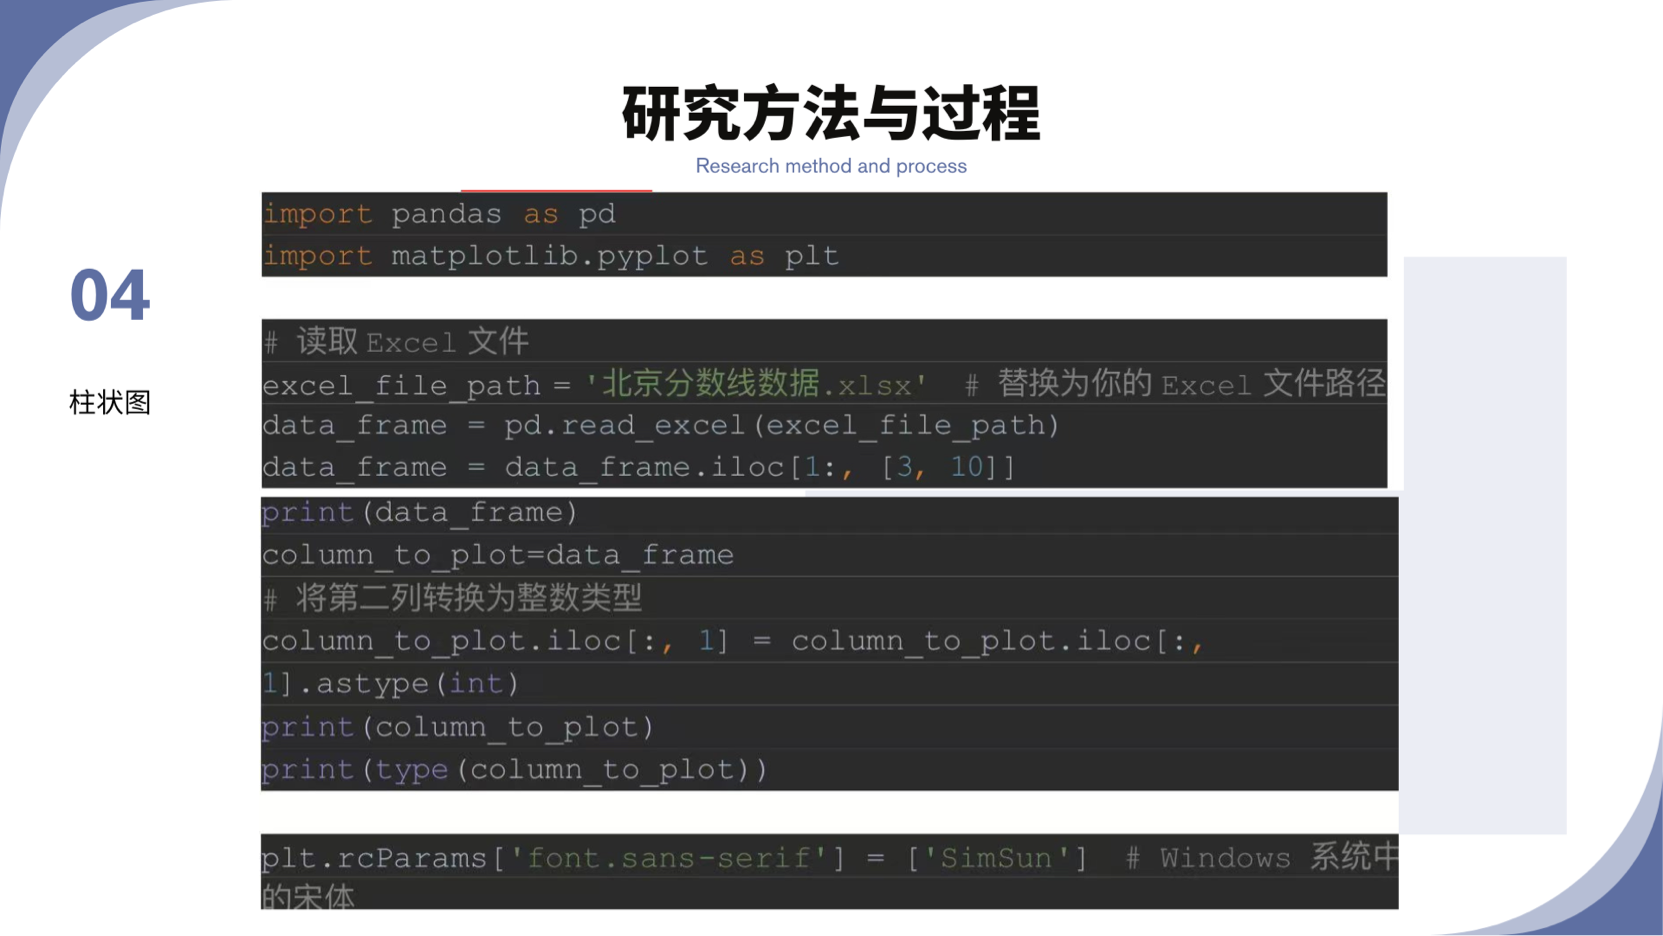 研究方法与过程
Research method and process
04
柱状图
import pandas as pd
import matplotlib.pyplot as plt
# 读取 Excel 文件
excel_file_path = '北京分数线数据.xlsx'  # 替换为你的 Excel 文件路径
data_frame = pd.read_excel(excel_file_path)
data_frame = data_frame.iloc[1:, [3, 10]]
print(data_frame)
column_to_plot=data_frame
# 将第二列转换为整数类型
column_to_plot.iloc[:, 1] = column_to_plot.iloc[:,
1].astype(int)
print(column_to_plot)
print(type(column_to_plot))
plt.rcParams['font.sans-serif'] = ['SimSun']  # Windows 系统中
的宋体